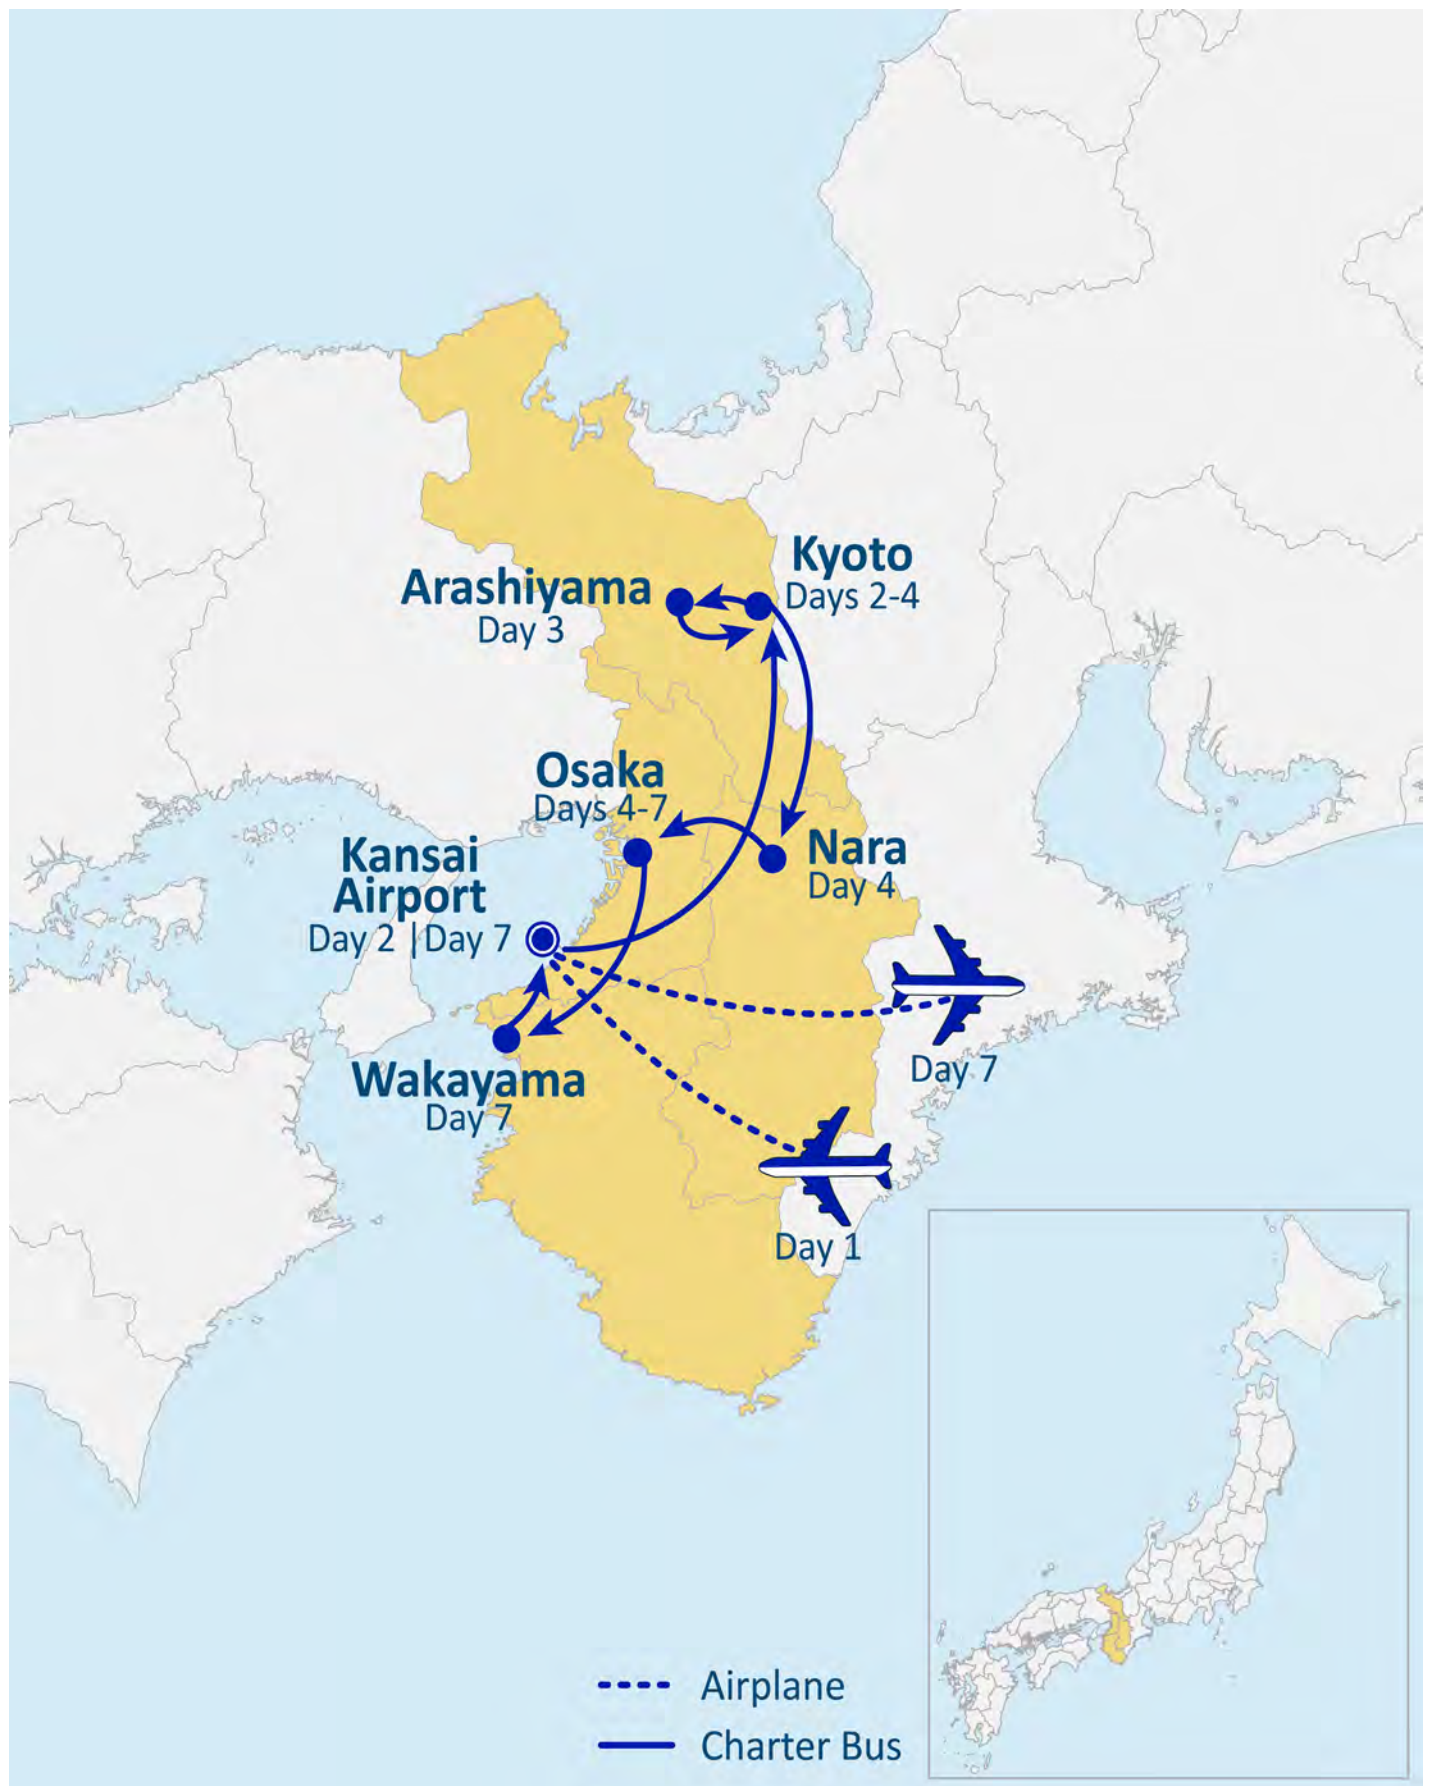 Kyoto
Days 2-4
Arashiyama
Day 3
Osaka
Days 4-7
Nara
Day 4
Kansai
Airport
Day 2 | Day 7
Day 7
Wakayama
Day 7
Day 1
Airplane
Charter Bus